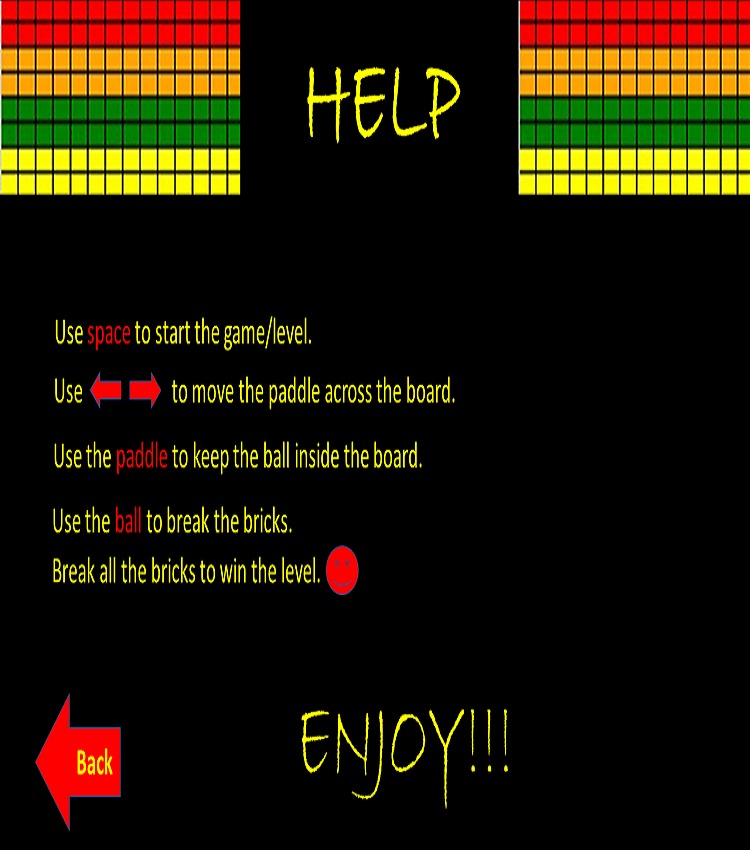 HELP
Use space to start the game/level.
Use to move the paddle across the board.
Use the paddle to keep the ball inside the board.
Use the ball to break the bricks.
Break all the bricks to win the level.
Back
ENJOY!!!